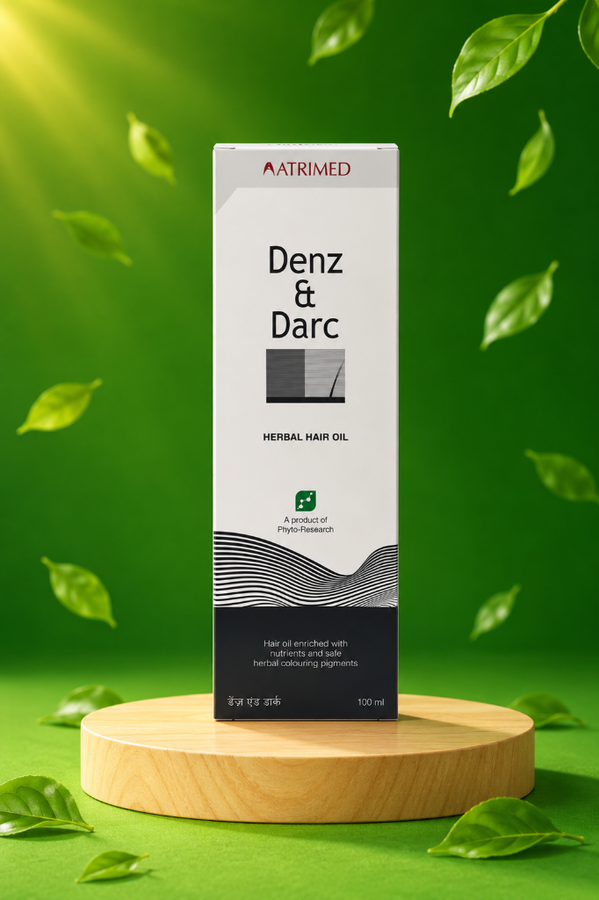 ATRIMED
Denz
&
Darc
HERBAL HAIR OIL
A product of
Phyto-Research
Hair oil enriched with
nutrients and safe
herbal colouring pigments
डेंज़ एंड डार्क
100 ml